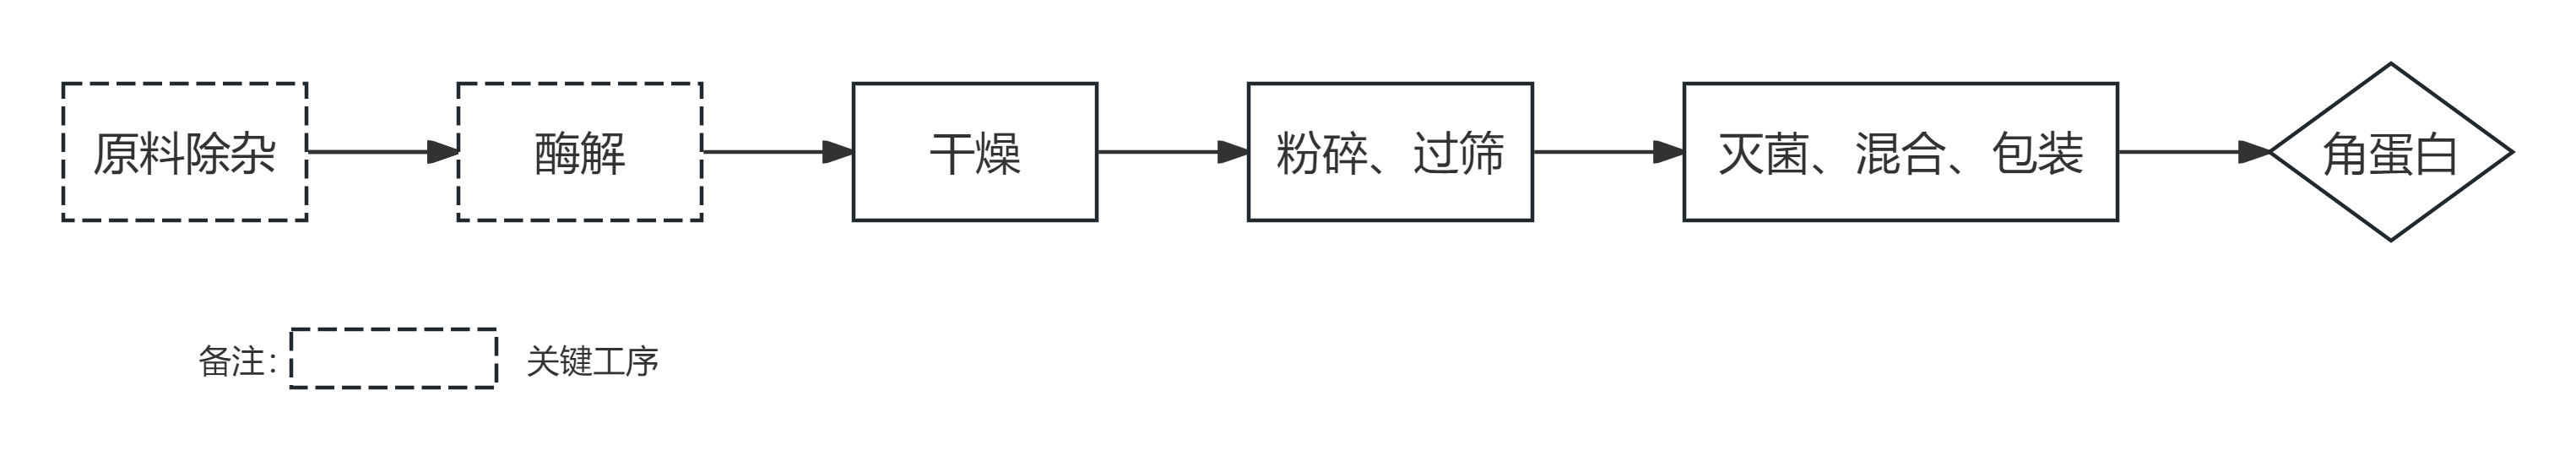 原料除杂
酶解
干燥
粉碎、过筛
灭菌、混合、包装
角蛋白
备注：
关键工序